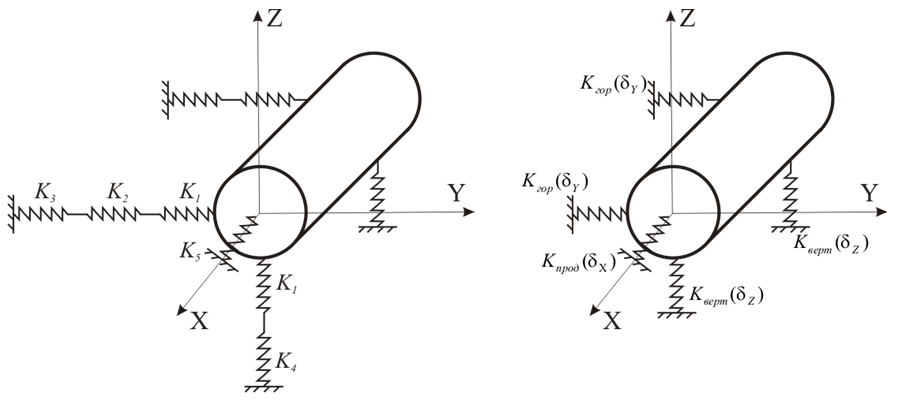 Z
K₃ K₂ K₁
Y
K₅
K₁
X
K₄
Z
Kгор(δY)
Kгор(δY)
Y
Kверт(δZ)
Kпрод(δX)
Kверт(δZ)
X